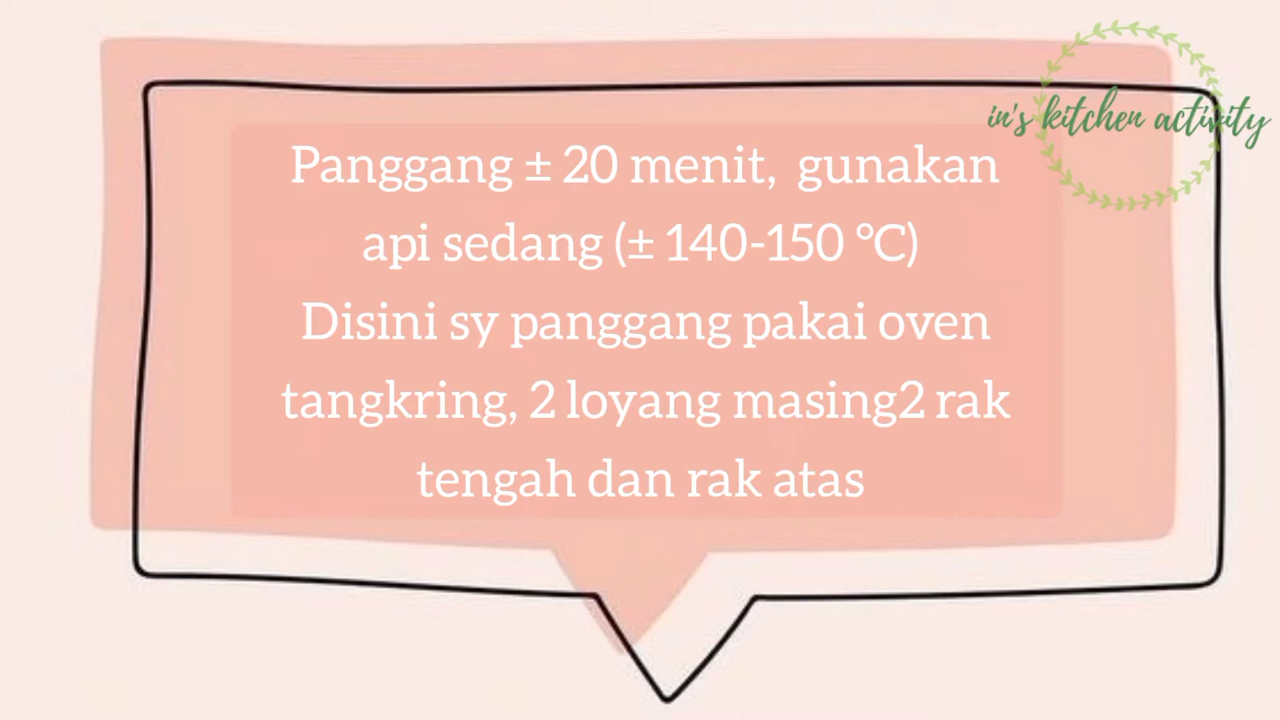 in's kitchen activity
Panggang ± 20 menit, gunakan
api sedang (± 140-150 °C)
Disini sy panggang pakai oven
tangkring, 2 loyang masing2 rak
tengah dan rak atas